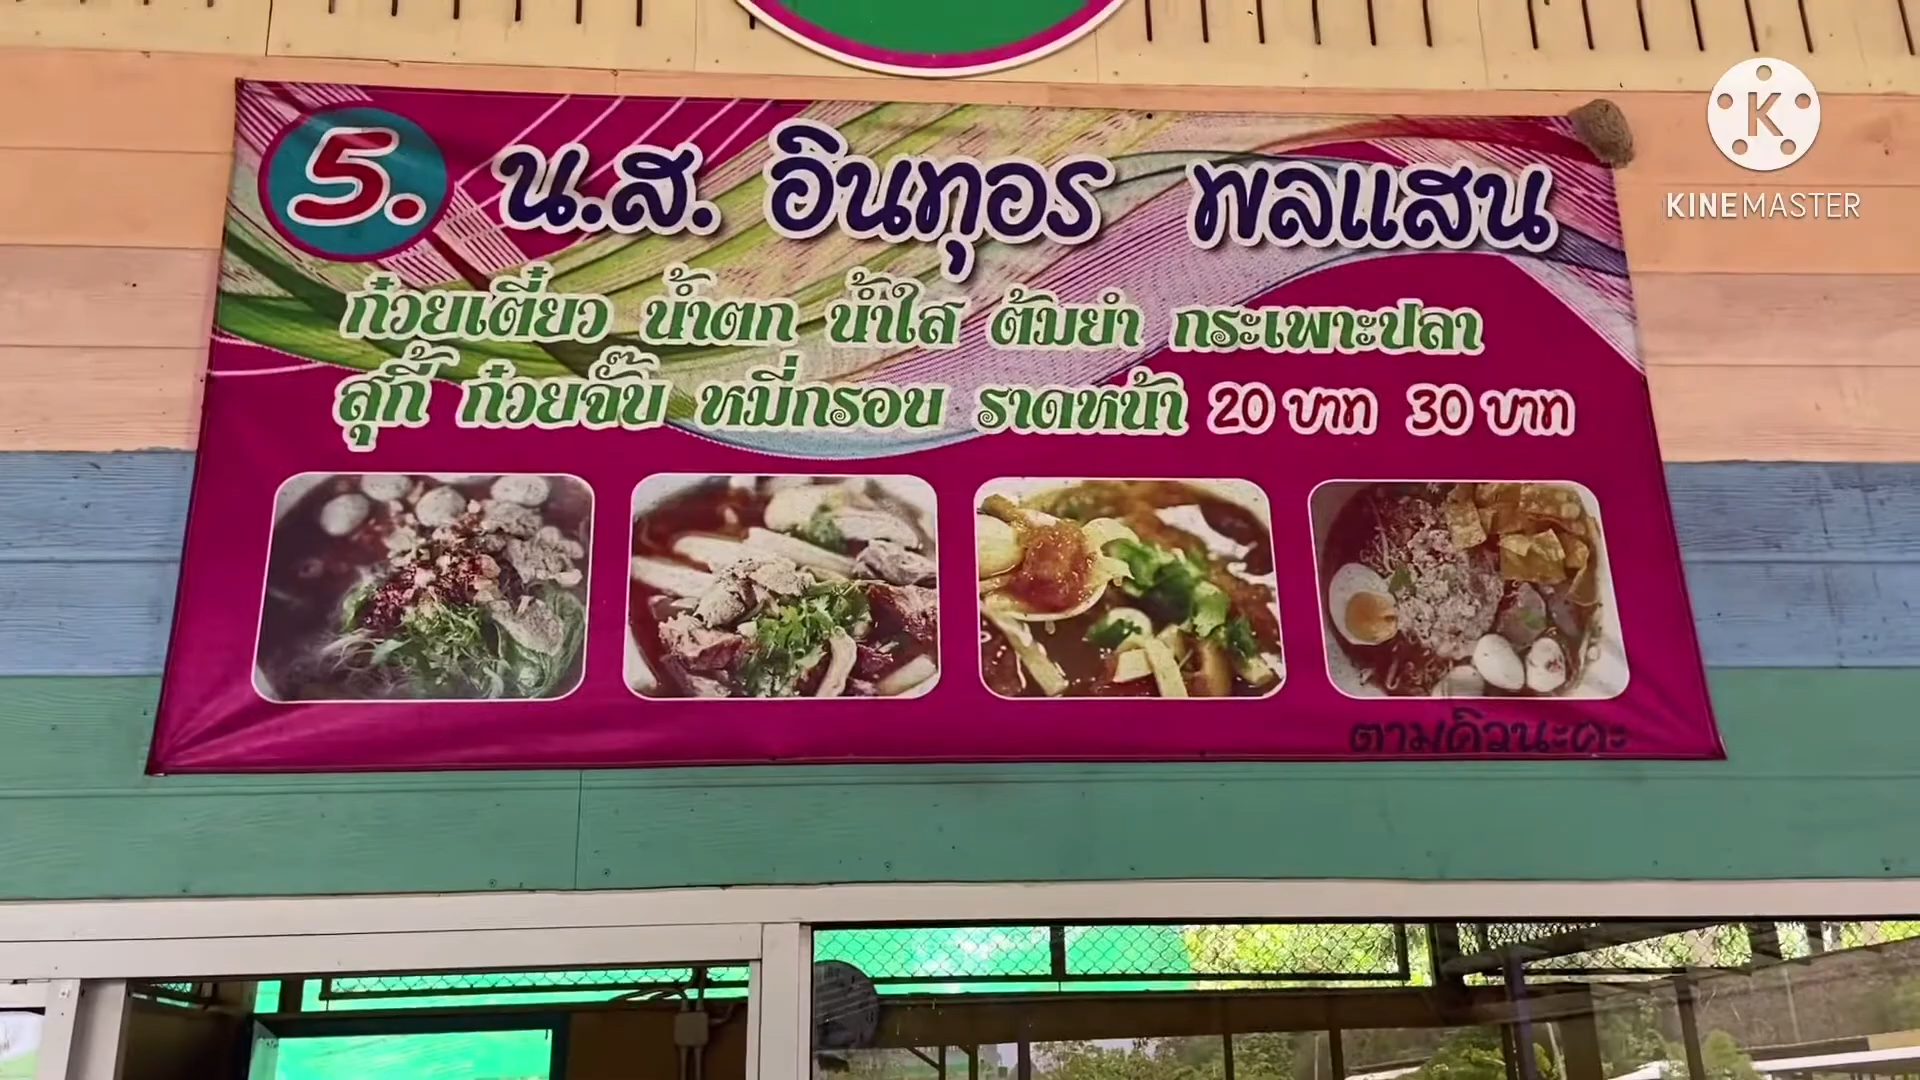 5. น.ส. อินทุอร พลแสน
ก๋วยเตี๋ยว น้ำตก น้ำใส ต้มยำ กระเพาะปลา
สุกี้ ก๋วยจั๊บ หมี่กรอบ ราดหน้า 20 บาท 30 บาท
ตามคิวนะคะ
K
KINEMASTER